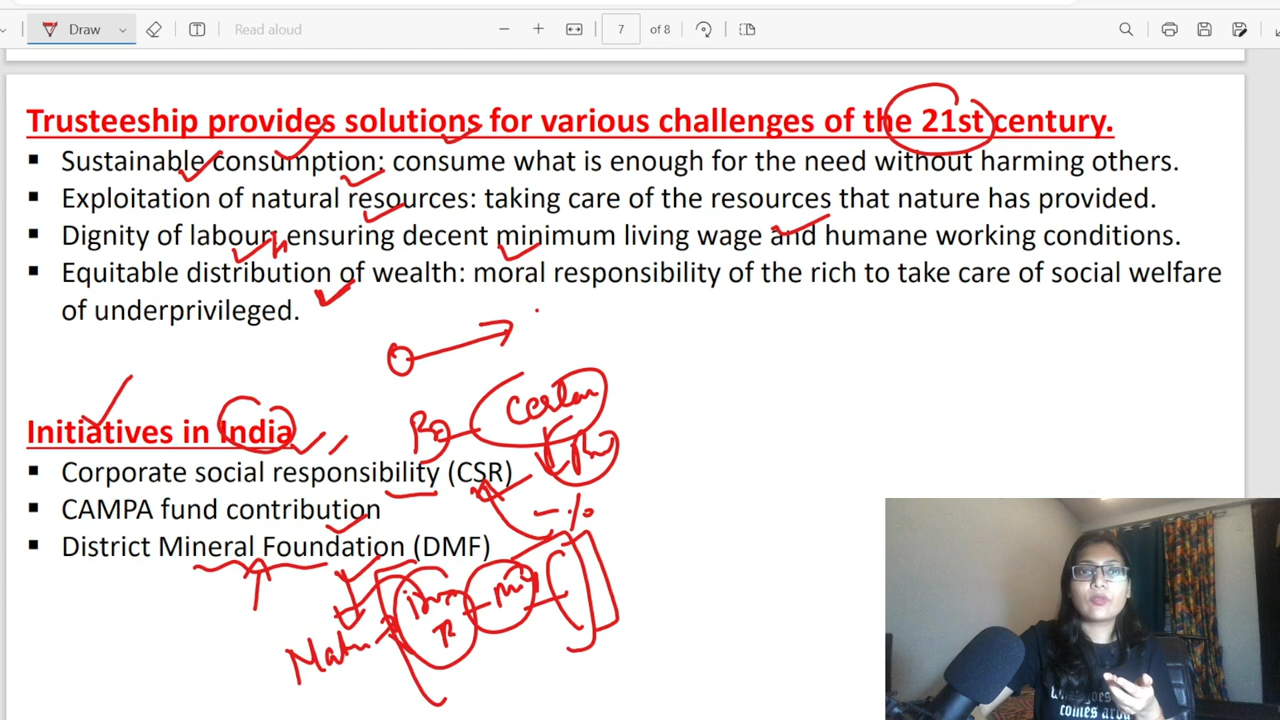 Draw
Read aloud
7 of 8
Trusteeship provides solutions for various challenges of the 21st century.
▪ Sustainable consumption: consume what is enough for the need without harming others.
▪ Exploitation of natural resources: taking care of the resources that nature has provided.
▪ Dignity of labour: ensuring decent minimum living wage and humane working conditions.
▪ Equitable distribution of wealth: moral responsibility of the rich to take care of social welfare
of underprivileged.
Initiatives in India
▪ Corporate social responsibility (CSR)
▪ CAMPA fund contribution
▪ District Mineral Foundation (DMF)
- %
comes around